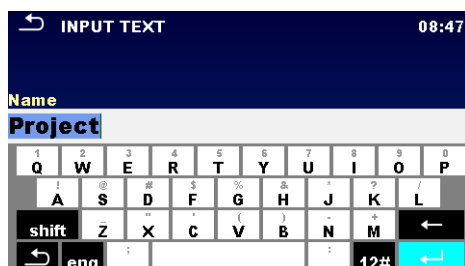 INPUT TEXT 08:47
Name
Project
1 2 3 4 5 6 7 8 9 0
Q W E R T Y U I O P
! @ # $ % & * ? /
A S D F G H J K L
- " ' ( ) - +
shift Z X C V B N M
; :
eng 12#